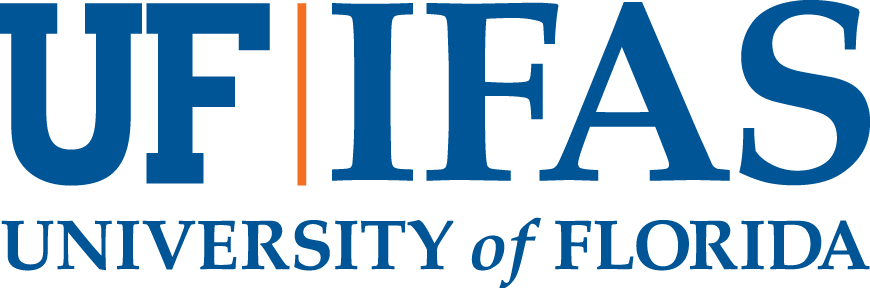 UF IFAS
UNIVERSITY of FLORIDA